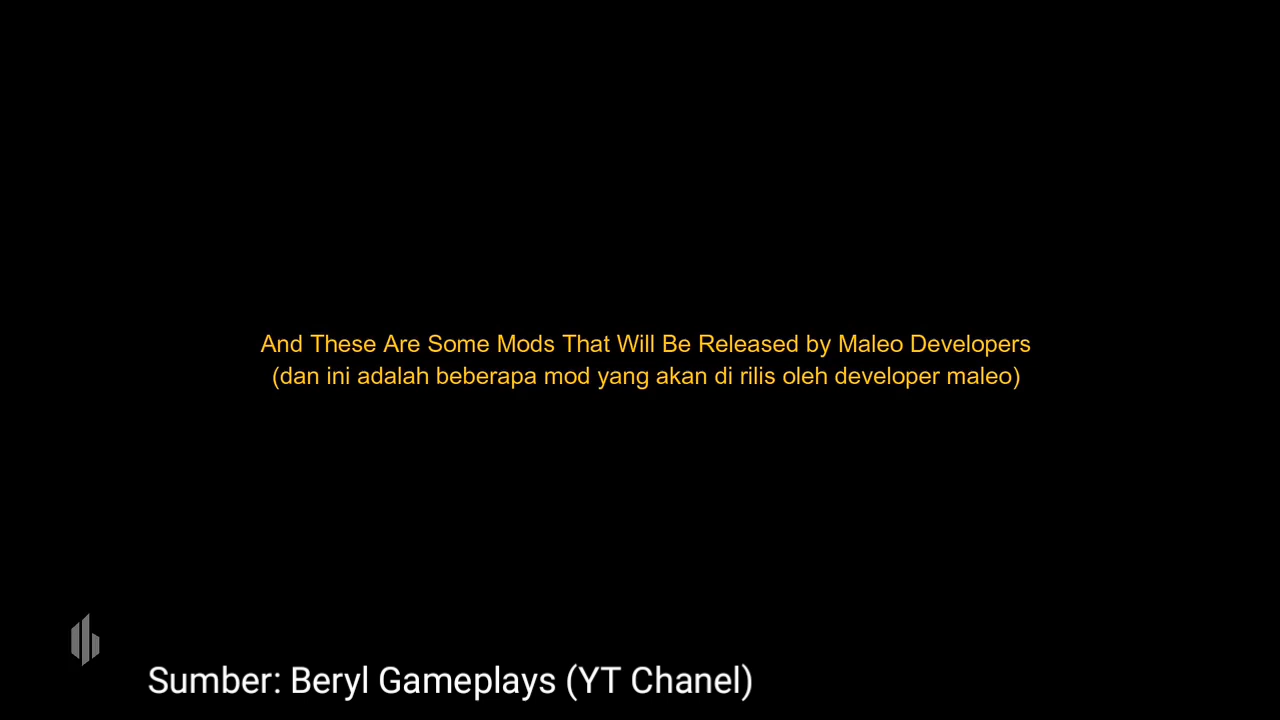 And These Are Some Mods That Will Be Released by Maleo Developers
(dan ini adalah beberapa mod yang akan di rilis oleh developer maleo)
Sumber: Beryl Gameplays (YT Chanel)